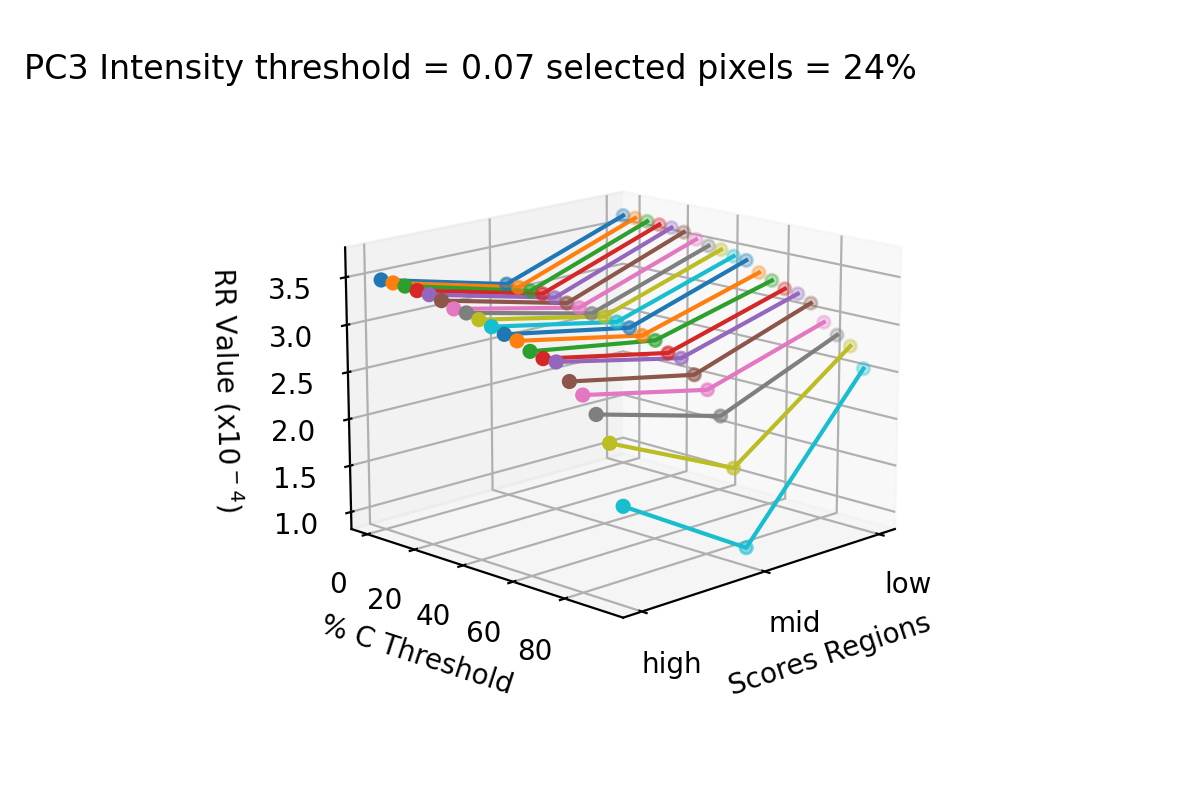 PC3 Intensity threshold = 0.07 selected pixels = 24%
RR Value (x10⁻⁴)
3.5
3.0
2.5
2.0
1.5
1.0
0
20
40
60
80
% C Threshold
high
mid
low
Scores Regions